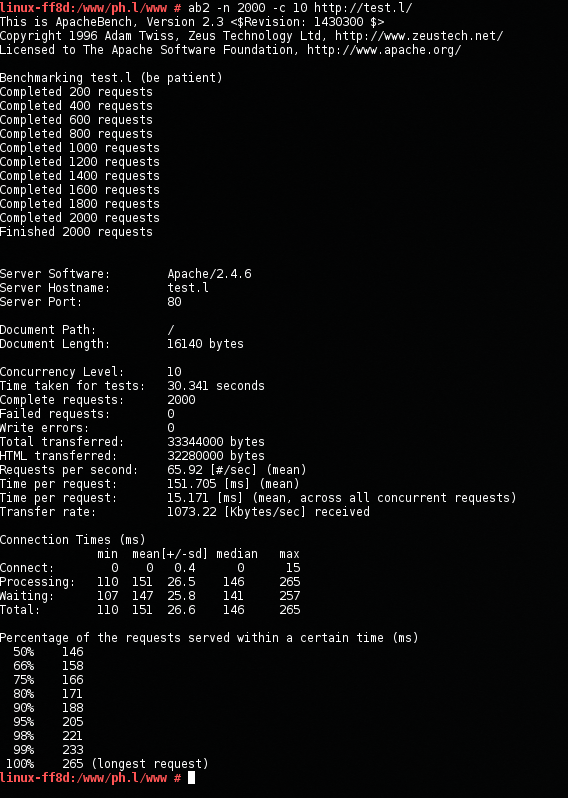 linux-ff8d:/www/ph.l/www # ab2 -n 2000 -c 10 http://test.l/
This is ApacheBench, Version 2.3 <$Revision: 1430300 $>
Copyright 1996 Adam Twiss, Zeus Technology Ltd, http://www.zeustech.net/
Licensed to The Apache Software Foundation, http://www.apache.org/

Benchmarking test.l (be patient)
Completed 200 requests
Completed 400 requests
Completed 600 requests
Completed 800 requests
Completed 1000 requests
Completed 1200 requests
Completed 1400 requests
Completed 1600 requests
Completed 1800 requests
Completed 2000 requests
Finished 2000 requests


Server Software:        Apache/2.4.6
Server Hostname:        test.l
Server Port:            80

Document Path:          /
Document Length:        16140 bytes

Concurrency Level:      10
Time taken for tests:   30.341 seconds
Complete requests:      2000
Failed requests:        0
Write errors:           0
Total transferred:      33344000 bytes
HTML transferred:       32280000 bytes
Requests per second:    65.92 [#/sec] (mean)
Time per request:       151.705 [ms] (mean)
Time per request:       15.171 [ms] (mean, across all concurrent requests)
Transfer rate:          1073.22 [Kbytes/sec] received

Connection Times (ms)
              min  mean[+/-sd] median   max
Connect:        0    0   0.4      0      15
Processing:   110  151  26.5    146     265
Waiting:      107  147  25.8    141     257
Total:        110  151  26.6    146     265

Percentage of the requests served within a certain time (ms)
  50%    146
  66%    158
  75%    166
  80%    171
  90%    188
  95%    205
  98%    221
  99%    233
 100%    265 (longest request)
linux-ff8d:/www/ph.l/www #